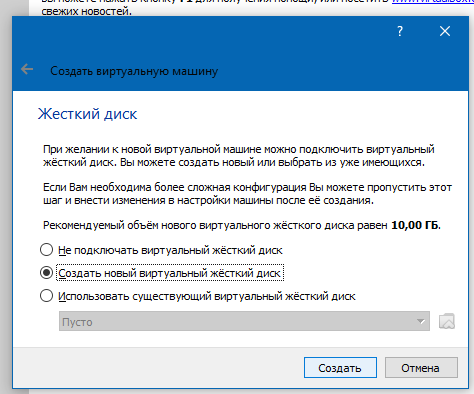 свежих новостей.
?
Создать виртуальную машину
Жесткий диск
При желании к новой виртуальной машине можно подключить виртуальный
жёсткий диск. Вы можете создать новый или выбрать из уже имеющихся.
Если Вам необходима более сложная конфигурация Вы можете пропустить этот
шаг и внести изменения в настройки машины после её создания.
Рекомендуемый объём нового виртуального жёсткого диска равен 10,00 ГБ.
Не подключать виртуальный жёсткий диск
Создать новый виртуальный жёсткий диск
Использовать существующий виртуальный жёсткий диск
Пусто
Создать
Отмена